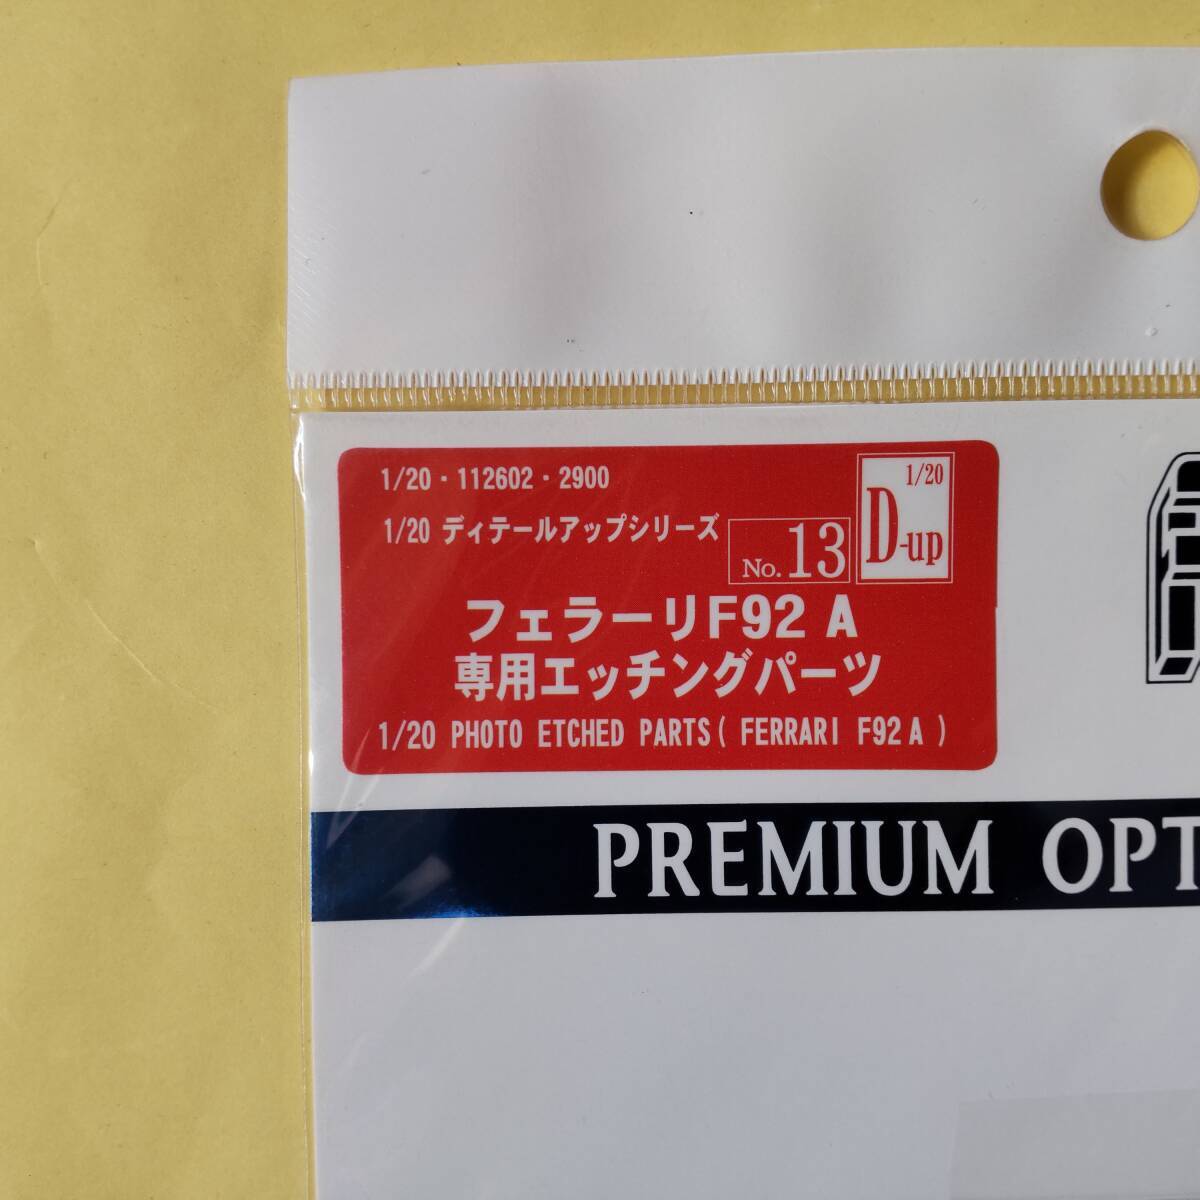 1/20・112602・2900
1/20 ディテールアップシリーズ
No. 13
1/20
D-up
フェラーリF92 A
専用エッチングパーツ
1/20 PHOTO ETCHED PARTS( FERRARI F92 A )
PREMIUM OPT